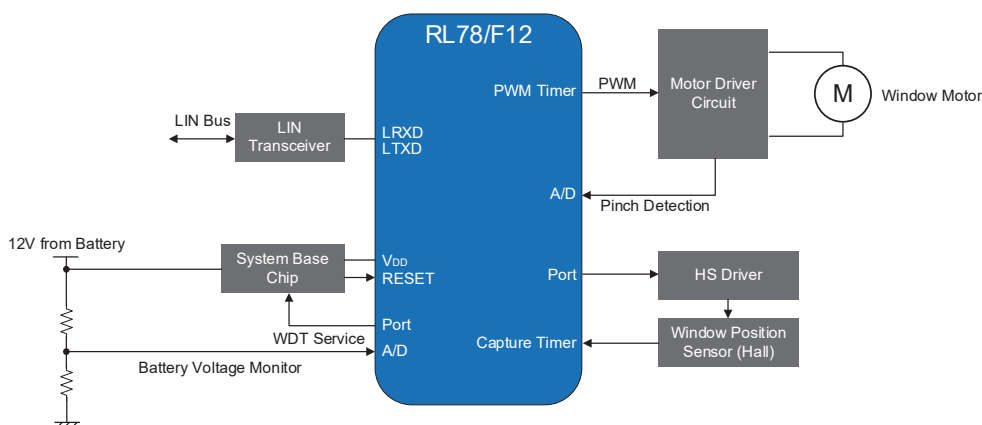 RL78/F12
PWM Timer
PWM
Motor Driver
Circuit
M
Window Motor
LIN Bus
LIN
Transceiver
LRXD
LTXD
A/D
Pinch Detection
12V from Battery
System Base
Chip
VDD
RESET
Port
HS Driver
Port
WDT Service
A/D
Battery Voltage Monitor
Capture Timer
Window Position
Sensor (Hall)